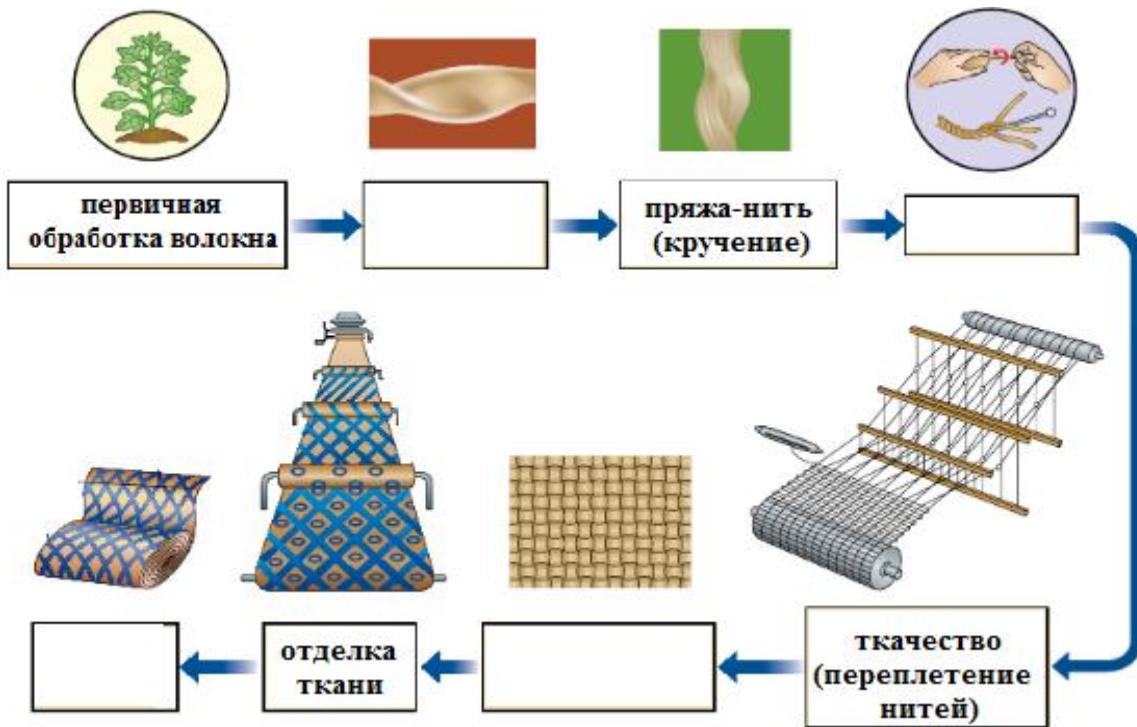 первичная
обработка волокна
пряжа-нить
(кручение)
ткачество
(переплетение
нитей)
отделка
ткани